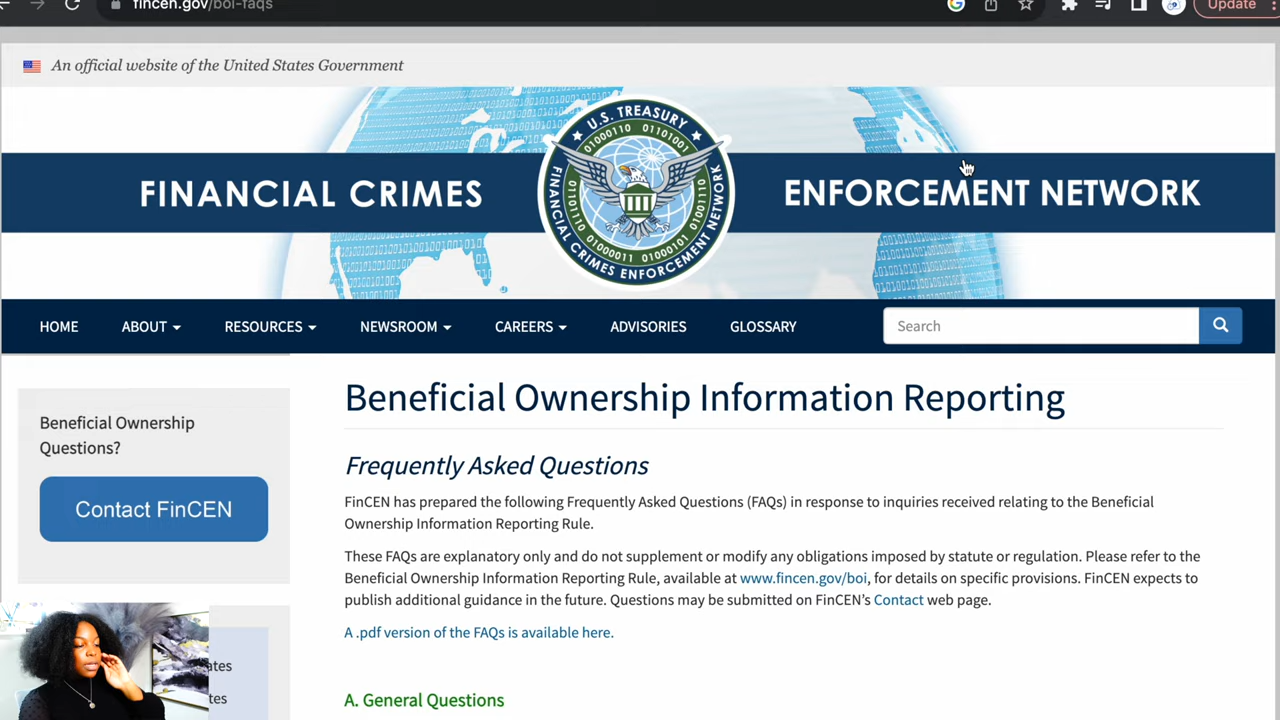 fincen.gov/boi-faqs
Update
An official website of the United States Government
FINANCIAL CRIMES
ENFORCEMENT NETWORK
U.S. TREASURY
01000110 01101001
FINANCIAL CRIMES ENFORCEMENT NETWORK
HOME ABOUT RESOURCES NEWSROOM CAREERS ADVISORIES GLOSSARY
Search
Beneficial Ownership
Questions?
Contact FinCEN
ates
tes
Beneficial Ownership Information Reporting
Frequently Asked Questions
FinCEN has prepared the following Frequently Asked Questions (FAQs) in response to inquiries received relating to the Beneficial
Ownership Information Reporting Rule.
These FAQs are explanatory only and do not supplement or modify any obligations imposed by statute or regulation. Please refer to the
Beneficial Ownership Information Reporting Rule, available at www.fincen.gov/boi, for details on specific provisions. FinCEN expects to
publish additional guidance in the future. Questions may be submitted on FinCEN’s Contact web page.
A .pdf version of the FAQs is available here.
A. General Questions